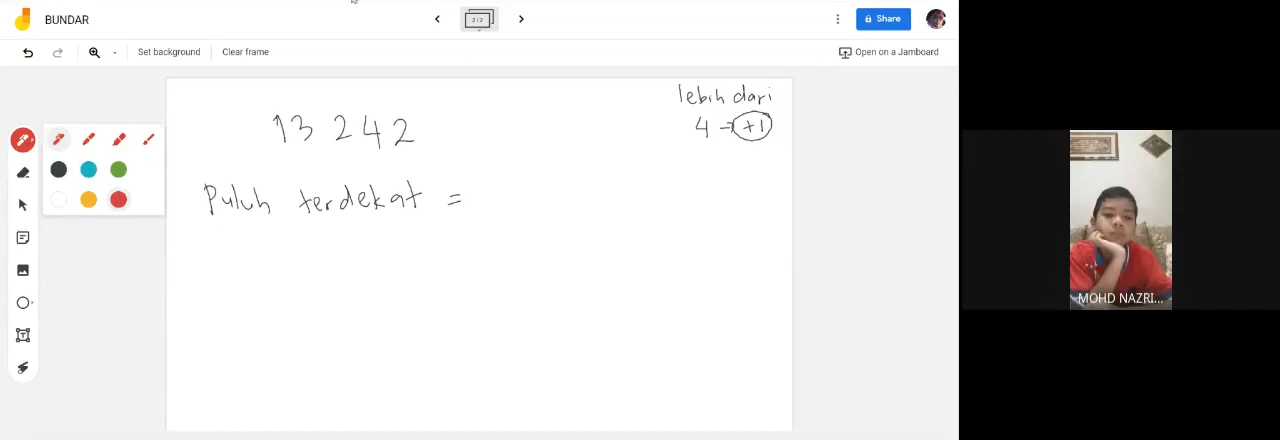 BUNDAR
2 / 2
Share
Set background
Clear frame
Open on a Jamboard
lebih dari
4 → +1
13 242
Puluh terdekat =
MOHD NAZRI...